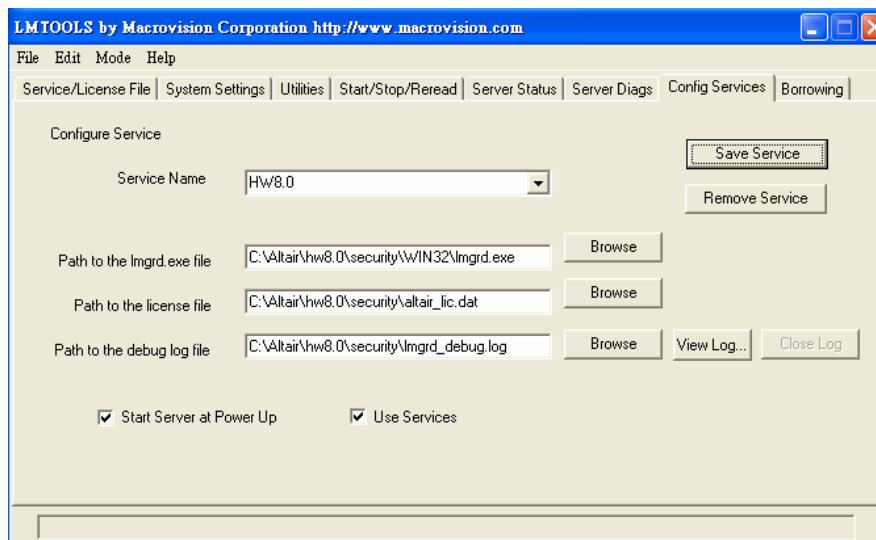 LMTOOLS by Macrovision Corporation http://www.macrovision.com
File Edit Mode Help
Service/License File System Settings Utilities Start/Stop/Reread Server Status Server Diags Config Services Borrowing
Configure Service
Save Service
Service Name HW8.0
Remove Service
Path to the lmgrd.exe file C:\Altair\hw8.0\security\WIN32\lmgrd.exe Browse
Path to the license file C:\Altair\hw8.0\security\altair_lic.dat Browse
Path to the debug log file C:\Altair\hw8.0\security\lmgrd_debug.log Browse View Log... Close Log
Start Server at Power Up Use Services